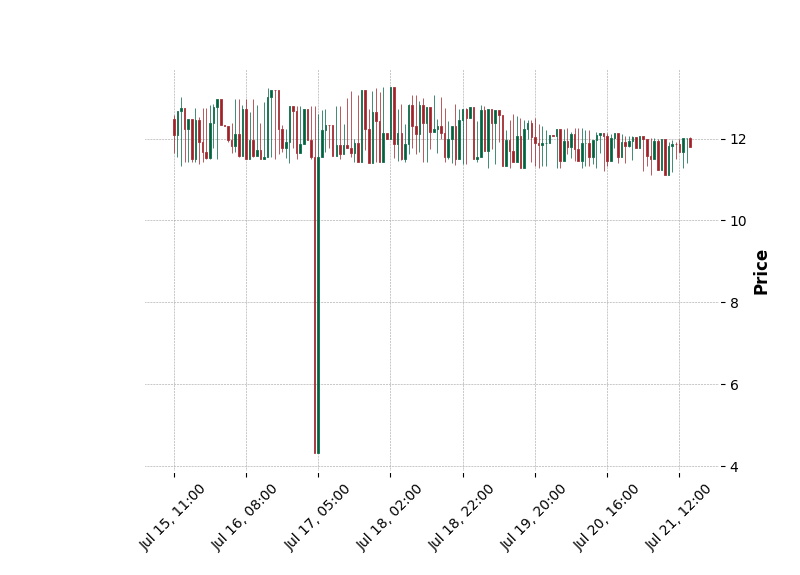 12
10
8
6
4
Price
Jul 15, 11:00
Jul 16, 08:00
Jul 17, 05:00
Jul 18, 02:00
Jul 18, 22:00
Jul 19, 20:00
Jul 20, 16:00
Jul 21, 12:00